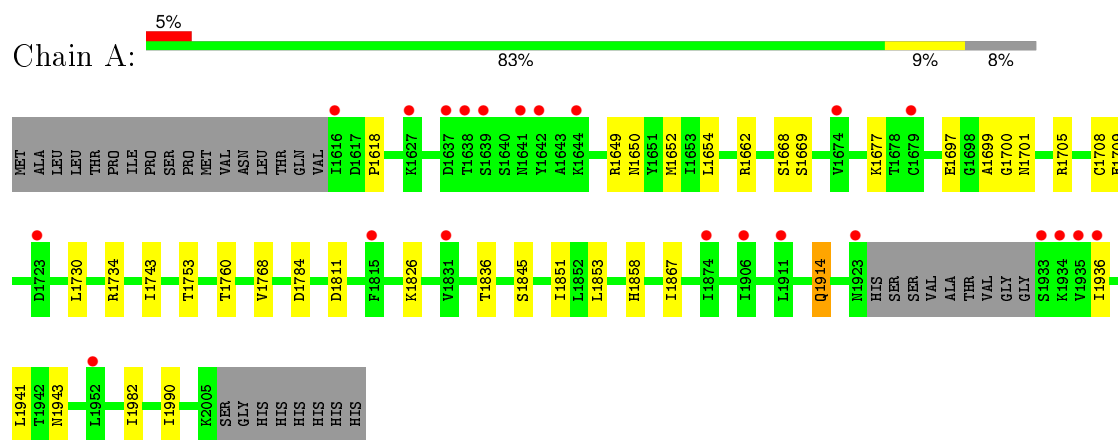 5%
Chain A:
83%
9%
8%
MET ALA LEU LEU THR PRO ILE PRO SER PRO MET VAL ASN LEU THR GLN VAL I1616 D1617 P1618 K1627 D1637 T1638 S1639 S1640 N1641 Y1642 A1643 K1644 R1649 N1650 Y1651 M1652 I1653 L1654 R1662 S1668 S1669 V1674 K1677 T1678 C1679 E1697 G1698 A1699 G1700 N1701 R1705 C1708
D1723 L1730 R1734 I1743 T1753 T1760 V1768 D1784 D1811 F1815 K1826 V1831 T1836 S1845 I1851 L1852 L1853 H1858 I1867 I1874 I1906 L1911 Q1914 N1923 HIS SER SER VAL ALA THR VAL GLY GLY S1933 K1934 V1935 I1936
L1941 T1942 N1943 L1952 I1982 I1990 K2005 SER GLY HIS HIS HIS HIS HIS HIS